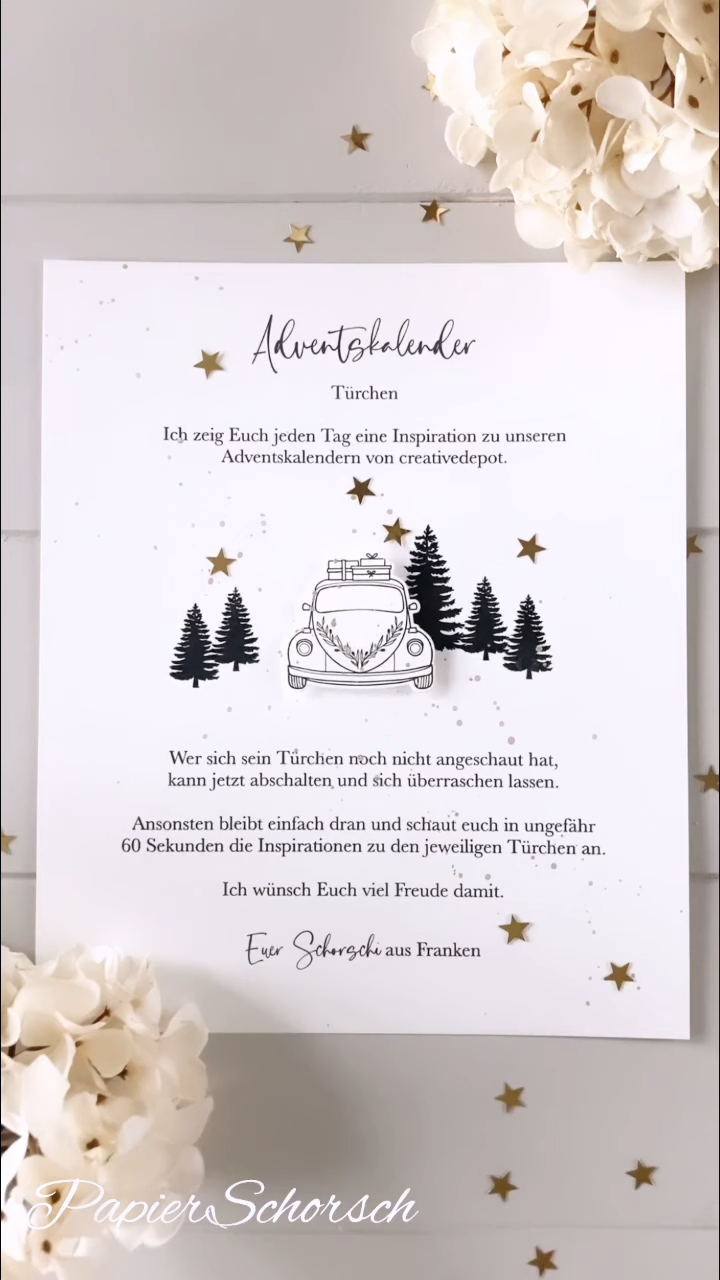 Adventskalender
Türchen
Ich zeig Euch jeden Tag eine Inspiration zu unseren
Adventskalendern von creativedepot.
Wer sich sein Türchen noch nicht angeschaut hat,
kann jetzt abschalten und sich überraschen lassen.
Ansonsten bleibt einfach dran und schaut euch in ungefähr
60 Sekunden die Inspirationen zu den jeweiligen Türchen an.
Ich wünsch Euch viel Freude damit.
Euer Schorschi aus Franken
PapierSchorsch